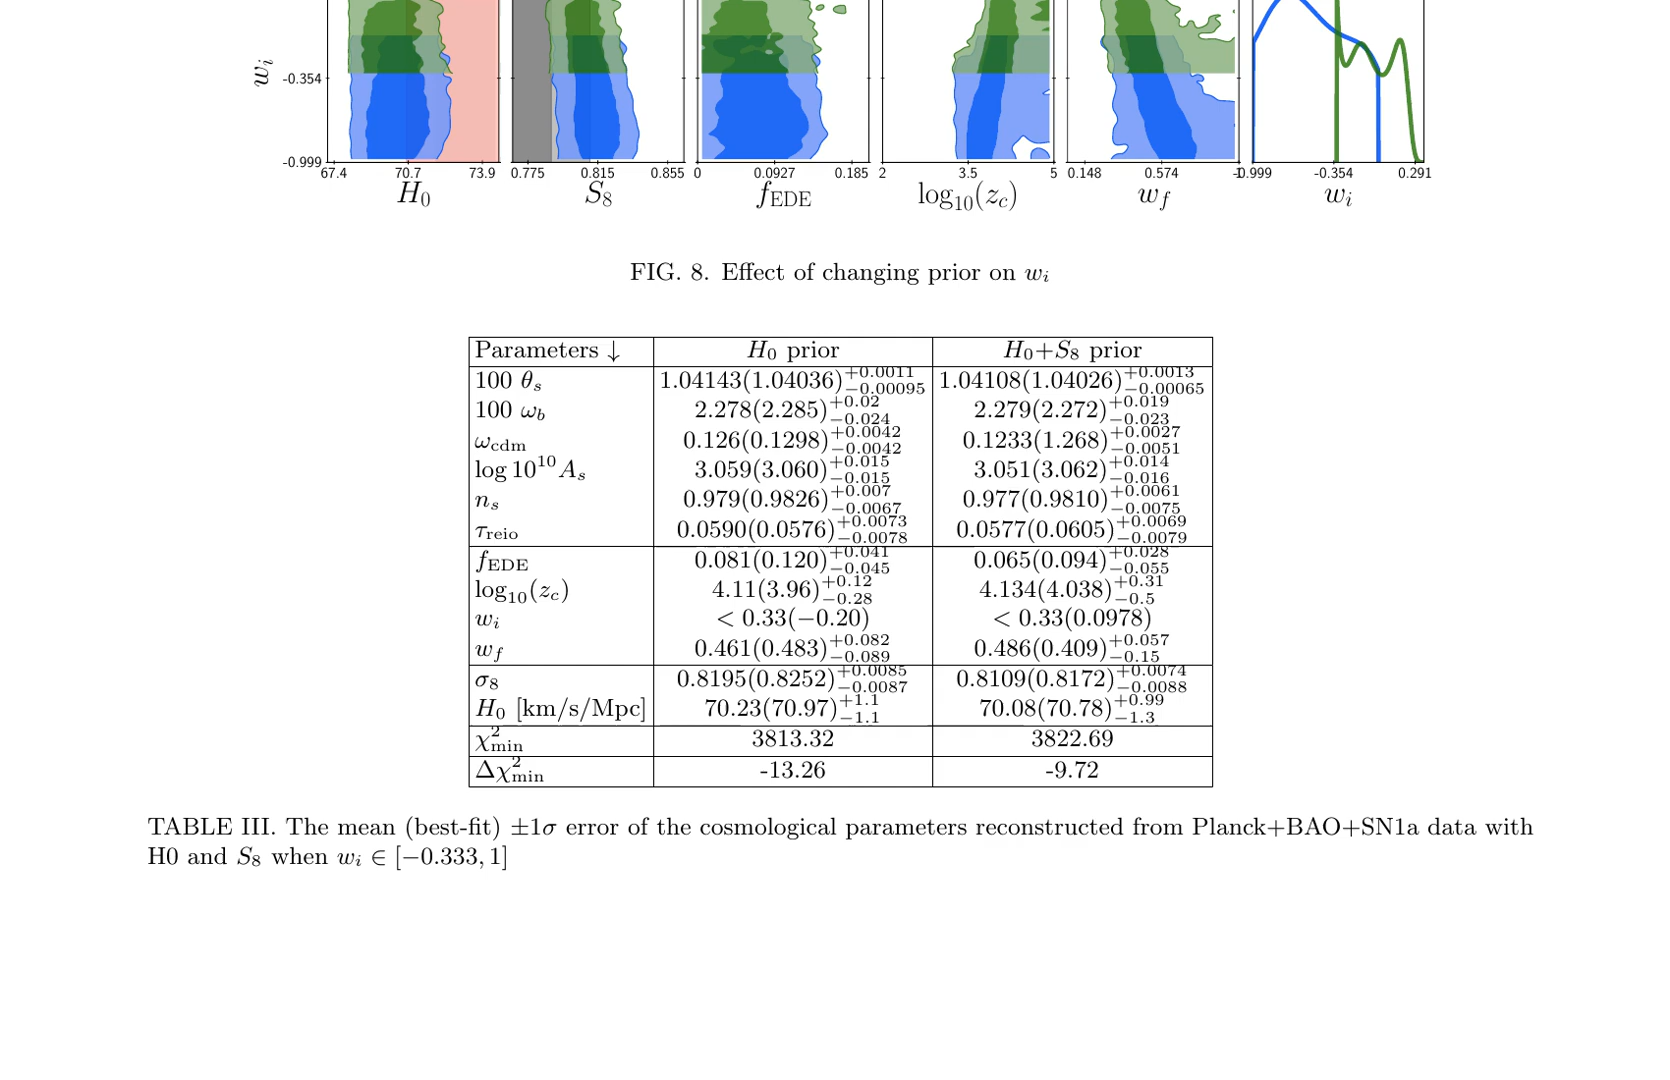 w_i
-0.354
-0.999
67.4 70.7 73.9 0.775 0.815 0.855 0 0.0927 0.185 2 3.5 5 0.148 0.574 -0.999 -0.354 0.291
H_0 S_8 f_EDE log_10(z_c) w_f w_i
FIG. 8. Effect of changing prior on w_i
Parameters ↓ H_0 prior H_0+S_8 prior
100 θ_s 1.04143(1.04036)^{+0.0011}_{−0.00095} 1.04108(1.04026)^{+0.0013}_{−0.00065}
100 ω_b 2.278(2.285)^{+0.02}_{−0.024} 2.279(2.272)^{+0.019}_{−0.023}
ω_cdm 0.126(0.1298)^{+0.0042}_{−0.0042} 0.1233(1.268)^{+0.0027}_{−0.0051}
log 10^{10}A_s 3.059(3.060)^{+0.015}_{−0.015} 3.051(3.062)^{+0.014}_{−0.016}
n_s 0.979(0.9826)^{+0.007}_{−0.0067} 0.977(0.9810)^{+0.0061}_{−0.0075}
τ_reio 0.0590(0.0576)^{+0.0073}_{−0.0078} 0.0577(0.0605)^{+0.0069}_{−0.0079}
f_EDE 0.081(0.120)^{+0.041}_{−0.045} 0.065(0.094)^{+0.028}_{−0.055}
log_10(z_c) 4.11(3.96)^{+0.12}_{−0.28} 4.134(4.038)^{+0.31}_{−0.5}
w_i < 0.33(−0.20) < 0.33(0.0978)
w_f 0.461(0.483)^{+0.082}_{−0.089} 0.486(0.409)^{+0.057}_{−0.15}
σ_8 0.8195(0.8252)^{+0.0085}_{−0.0087} 0.8109(0.8172)^{+0.0074}_{−0.0088}
H_0 [km/s/Mpc] 70.23(70.97)^{+1.1}_{−1.1} 70.08(70.78)^{+0.99}_{−1.3}
χ^2_min 3813.32 3822.69
Δχ^2_min -13.26 -9.72
TABLE III. The mean (best-fit) ±1σ error of the cosmological parameters reconstructed from Planck+BAO+SN1a data with
H0 and S_8 when w_i ∈ [−0.333, 1]